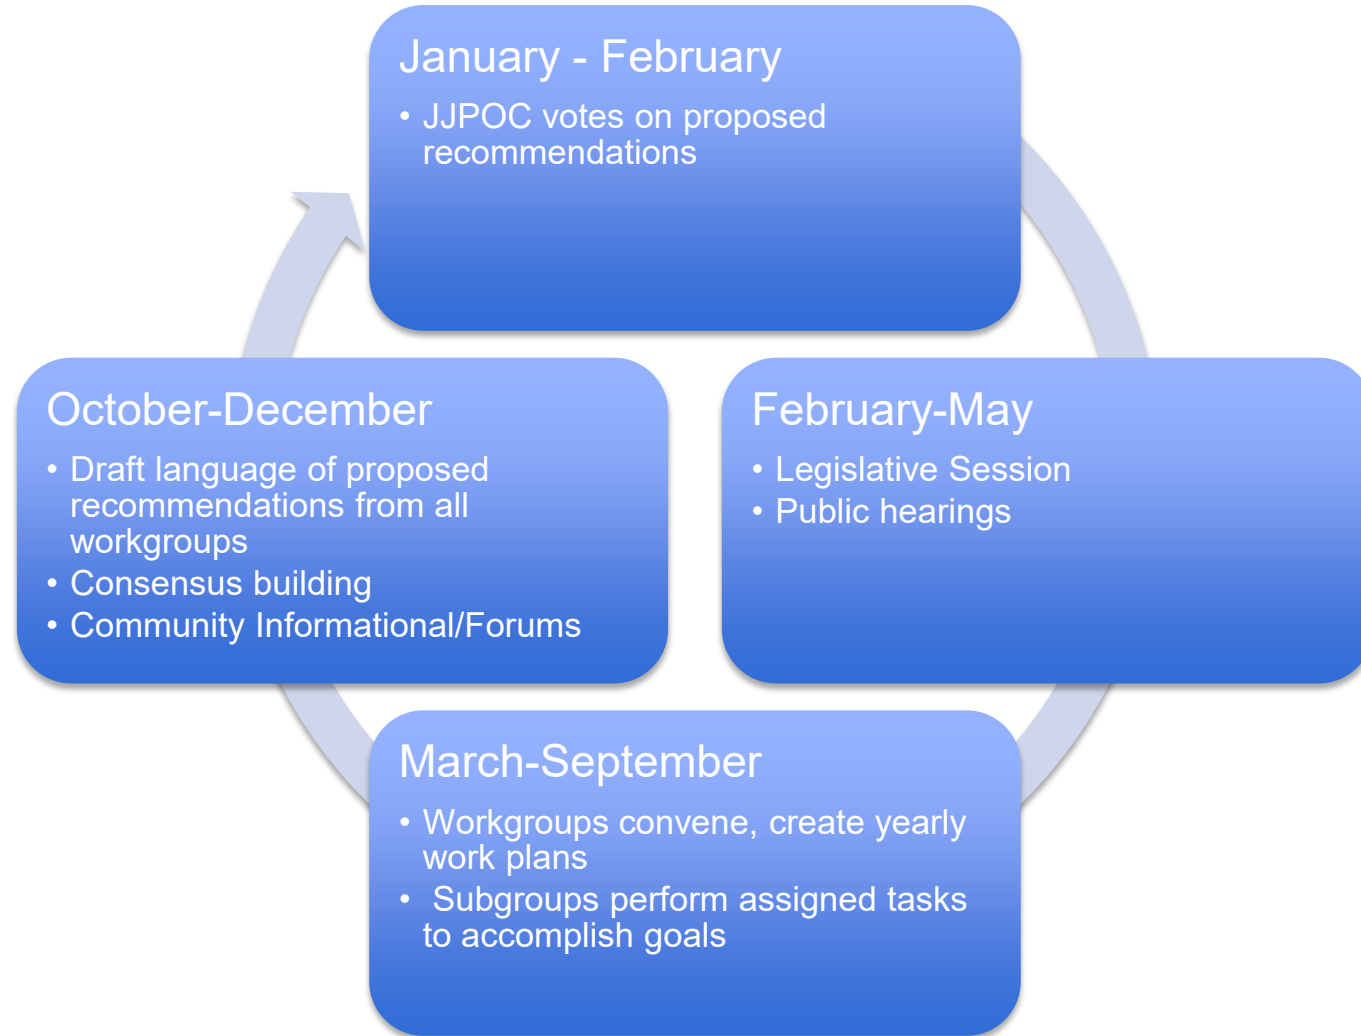 January - February
• JJPOC votes on proposed
recommendations
October-December
• Draft language of proposed
recommendations from all
workgroups
• Consensus building
• Community Informational/Forums
February-May
• Legislative Session
• Public hearings
March-September
• Workgroups convene, create yearly
work plans
• Subgroups perform assigned tasks
to accomplish goals